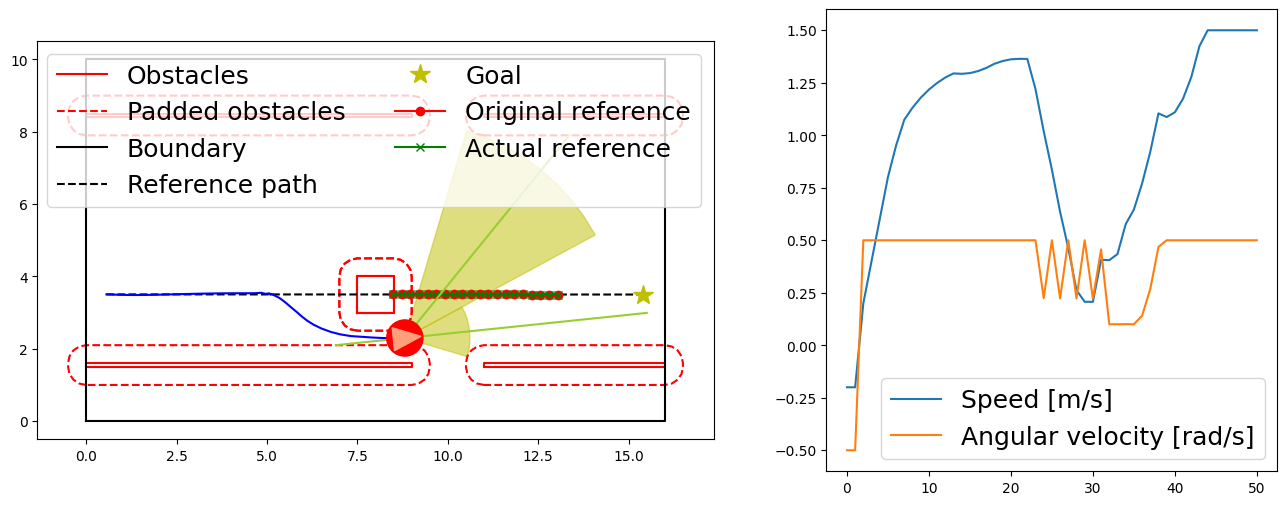 Obstacles
Padded obstacles
Boundary
Reference path
Goal
Original reference
Actual reference
10
8
6
4
2
0
0.0 2.5 5.0 7.5 10.0 12.5 15.0
1.50
1.25
1.00
0.75
0.50
0.25
0.00
−0.25
−0.50
Speed [m/s]
Angular velocity [rad/s]
0 10 20 30 40 50